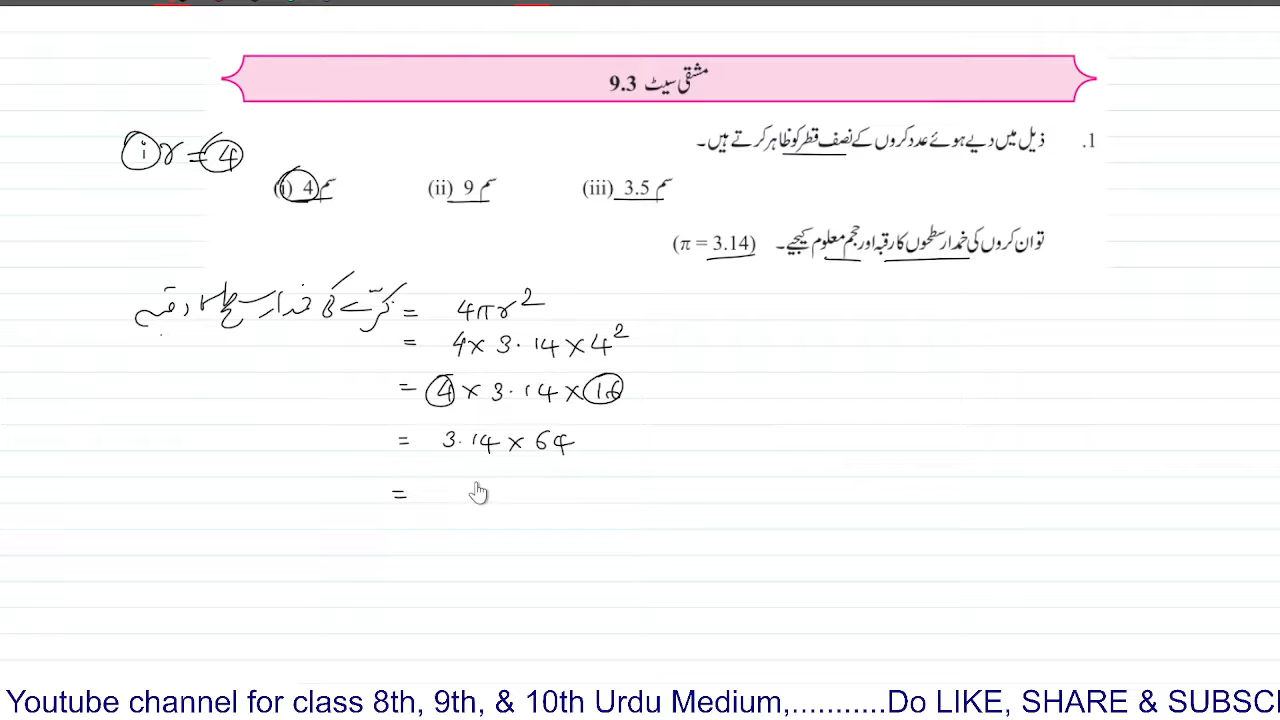 مشقی سیٹ 9.3
1. ذیل میں دیے ہوئے عدد کروں کے نصف قطر کو ظاہر کرتے ہیں۔
i r = 4
(i) 4 سم (ii) 9 سم (iii) 3.5 سم
تو ان کروں کی خمدار سطحوں کا رقبہ اور حجم معلوم کیجیے۔ (π = 3.14)
کرّے کی خمدار سطح کا رقبہ = 4πr²
= 4 × 3.14 × 4²
= 4 × 3.14 × 16
= 3.14 × 64
=
Youtube channel for class 8th, 9th, & 10th Urdu Medium,...........Do LIKE, SHARE & SUBSC